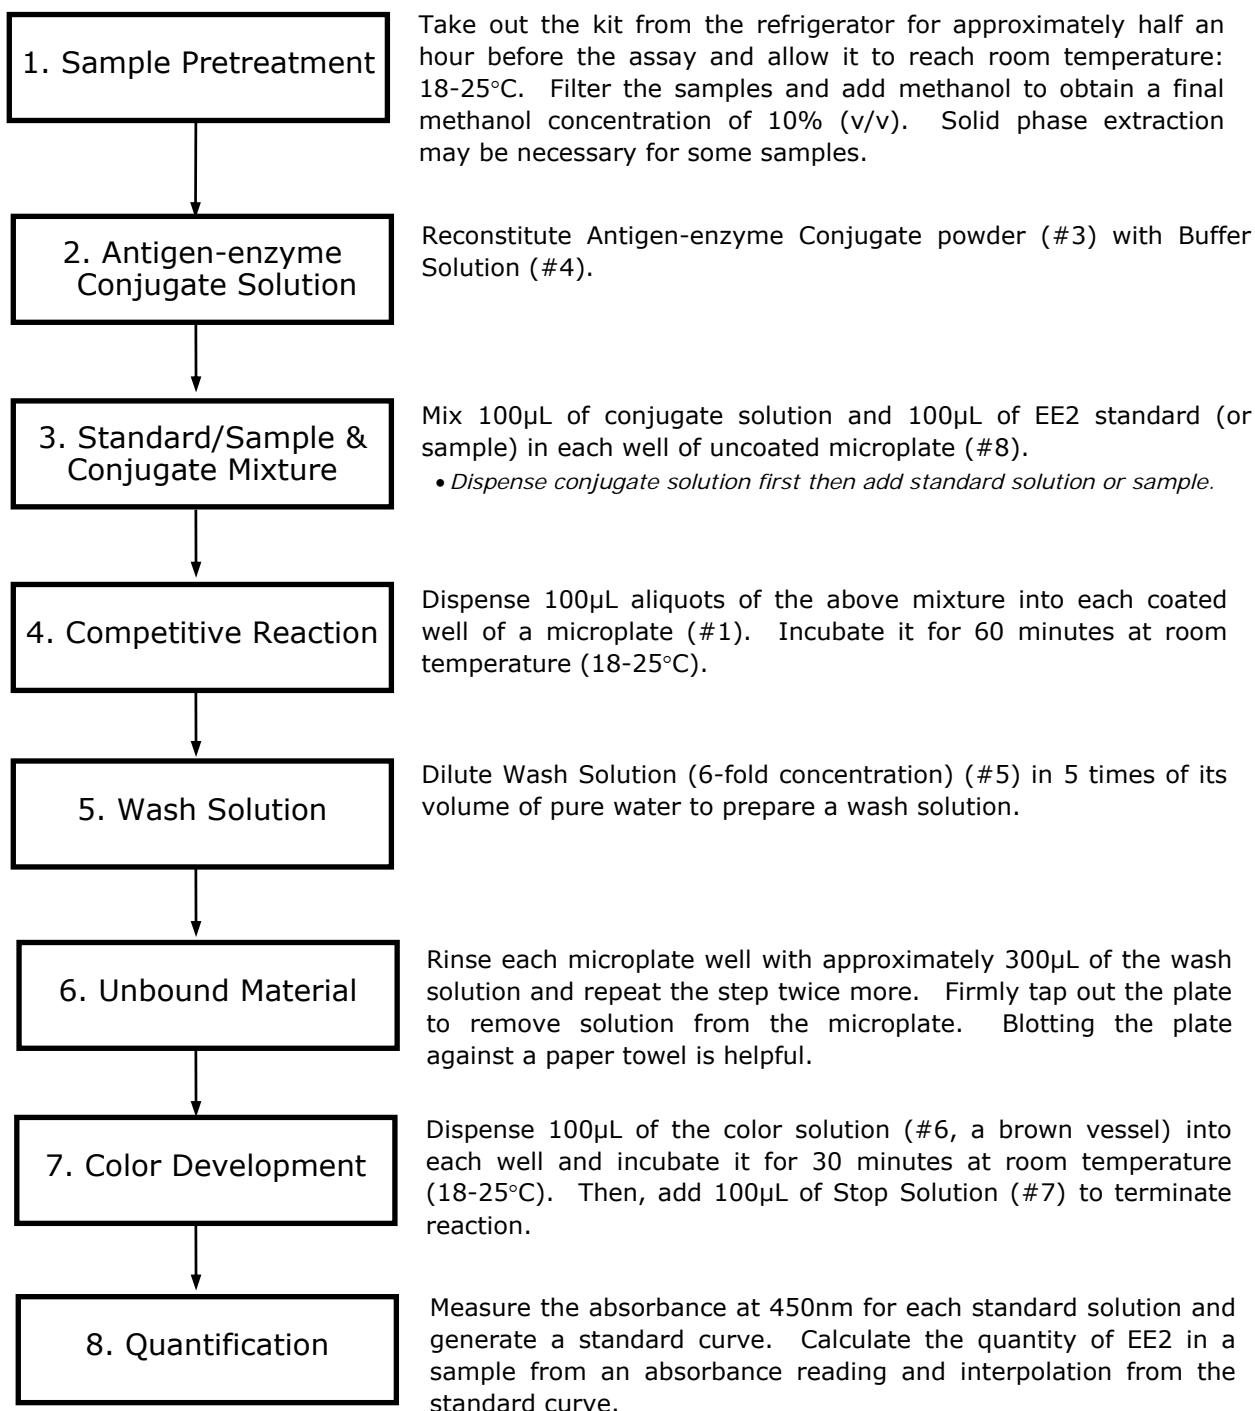 1. Sample Pretreatment
Take out the kit from the refrigerator for approximately half an
hour before the assay and allow it to reach room temperature:
18-25°C. Filter the samples and add methanol to obtain a final
methanol concentration of 10% (v/v). Solid phase extraction
may be necessary for some samples.
2. Antigen-enzyme
Conjugate Solution
Reconstitute Antigen-enzyme Conjugate powder (#3) with Buffer
Solution (#4).
3. Standard/Sample &
Conjugate Mixture
Mix 100µL of conjugate solution and 100µL of EE2 standard (or
sample) in each well of uncoated microplate (#8).
• Dispense conjugate solution first then add standard solution or sample.
4. Competitive Reaction
Dispense 100µL aliquots of the above mixture into each coated
well of a microplate (#1). Incubate it for 60 minutes at room
temperature (18-25°C).
5. Wash Solution
Dilute Wash Solution (6-fold concentration) (#5) in 5 times of its
volume of pure water to prepare a wash solution.
6. Unbound Material
Rinse each microplate well with approximately 300µL of the wash
solution and repeat the step twice more. Firmly tap out the plate
to remove solution from the microplate. Blotting the plate
against a paper towel is helpful.
7. Color Development
Dispense 100µL of the color solution (#6, a brown vessel) into
each well and incubate it for 30 minutes at room temperature
(18-25°C). Then, add 100µL of Stop Solution (#7) to terminate
reaction.
8. Quantification
Measure the absorbance at 450nm for each standard solution and
generate a standard curve. Calculate the quantity of EE2 in a
sample from an absorbance reading and interpolation from the
standard curve.